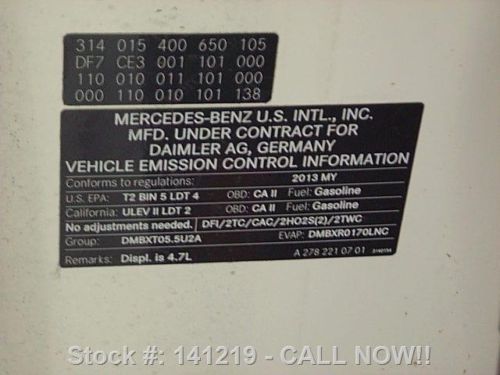 314 015 400 650 105
DF7 CE3 001 101 000
110 010 011 101 000
000 110 010 101 138
MERCEDES-BENZ U.S. INTL., INC.
MFD. UNDER CONTRACT FOR
DAIMLER AG, GERMANY
VEHICLE EMISSION CONTROL INFORMATION
Conforms to regulations: 2013 MY
U.S. EPA: T2 BIN 5 LDT 4 OBD: CA II Fuel: Gasoline
California: ULEV II LDT 2 OBD: CA II Fuel: Gasoline
No adjustments needed. DFI/2TC/CAC/2HO2S(2)/2TWC
Group: DMBXT05.5U2A EVAP: DMBXR0170LNC
Remarks: Displ. is 4.7L A 278 221 07 01
Stock #: 141219 - CALL NOW!!